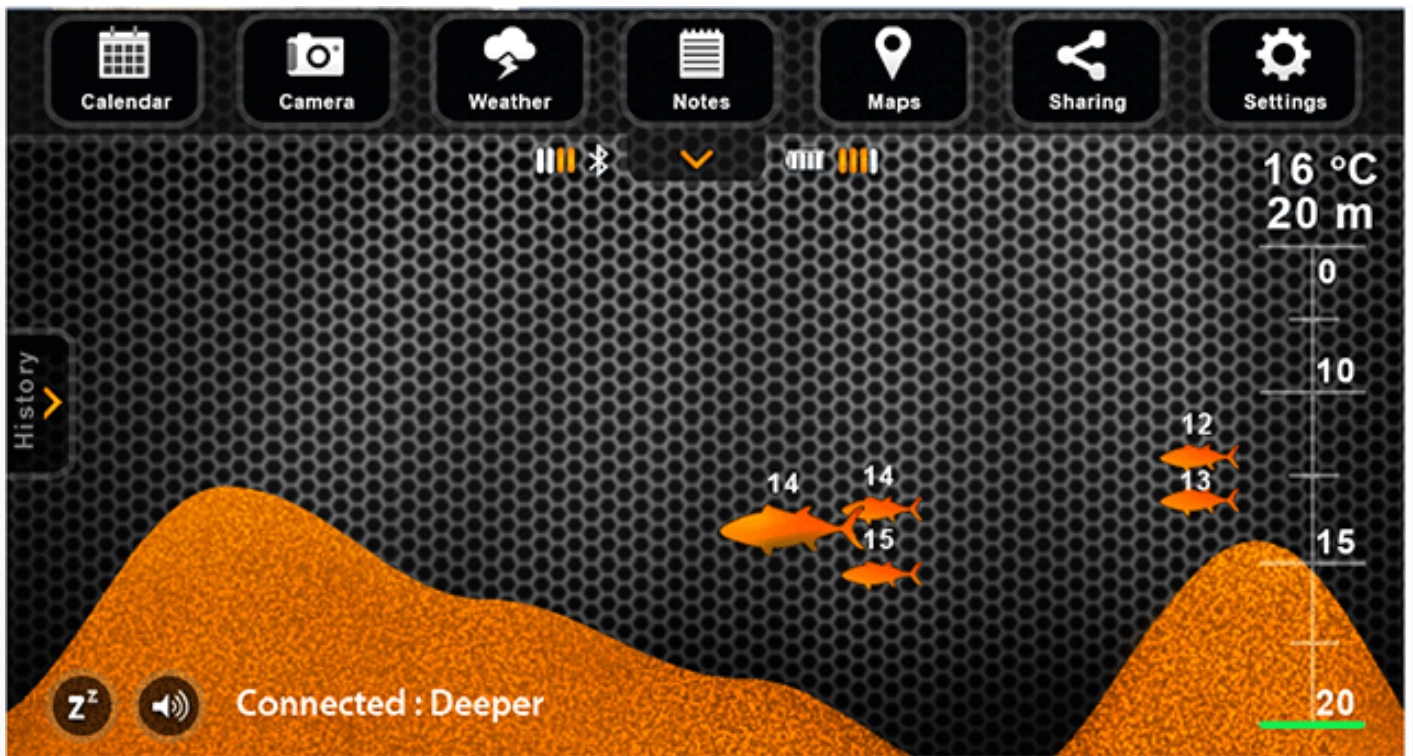 Calendar
Camera
Weather
Notes
Maps
Sharing
Settings
16 °C
20 m
0
10
History
12
13
14
14
15
15
zz
Connected : Deeper
20